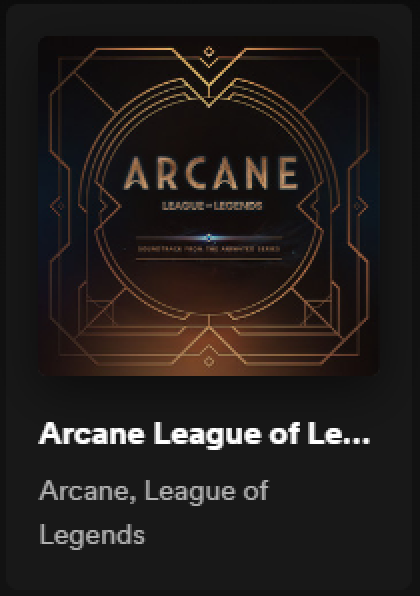 ARCANE
LEAGUE OF LEGENDS
SOUNDTRACK FROM THE ANIMATED SERIES
Arcane League of Le...
Arcane, League of
Legends